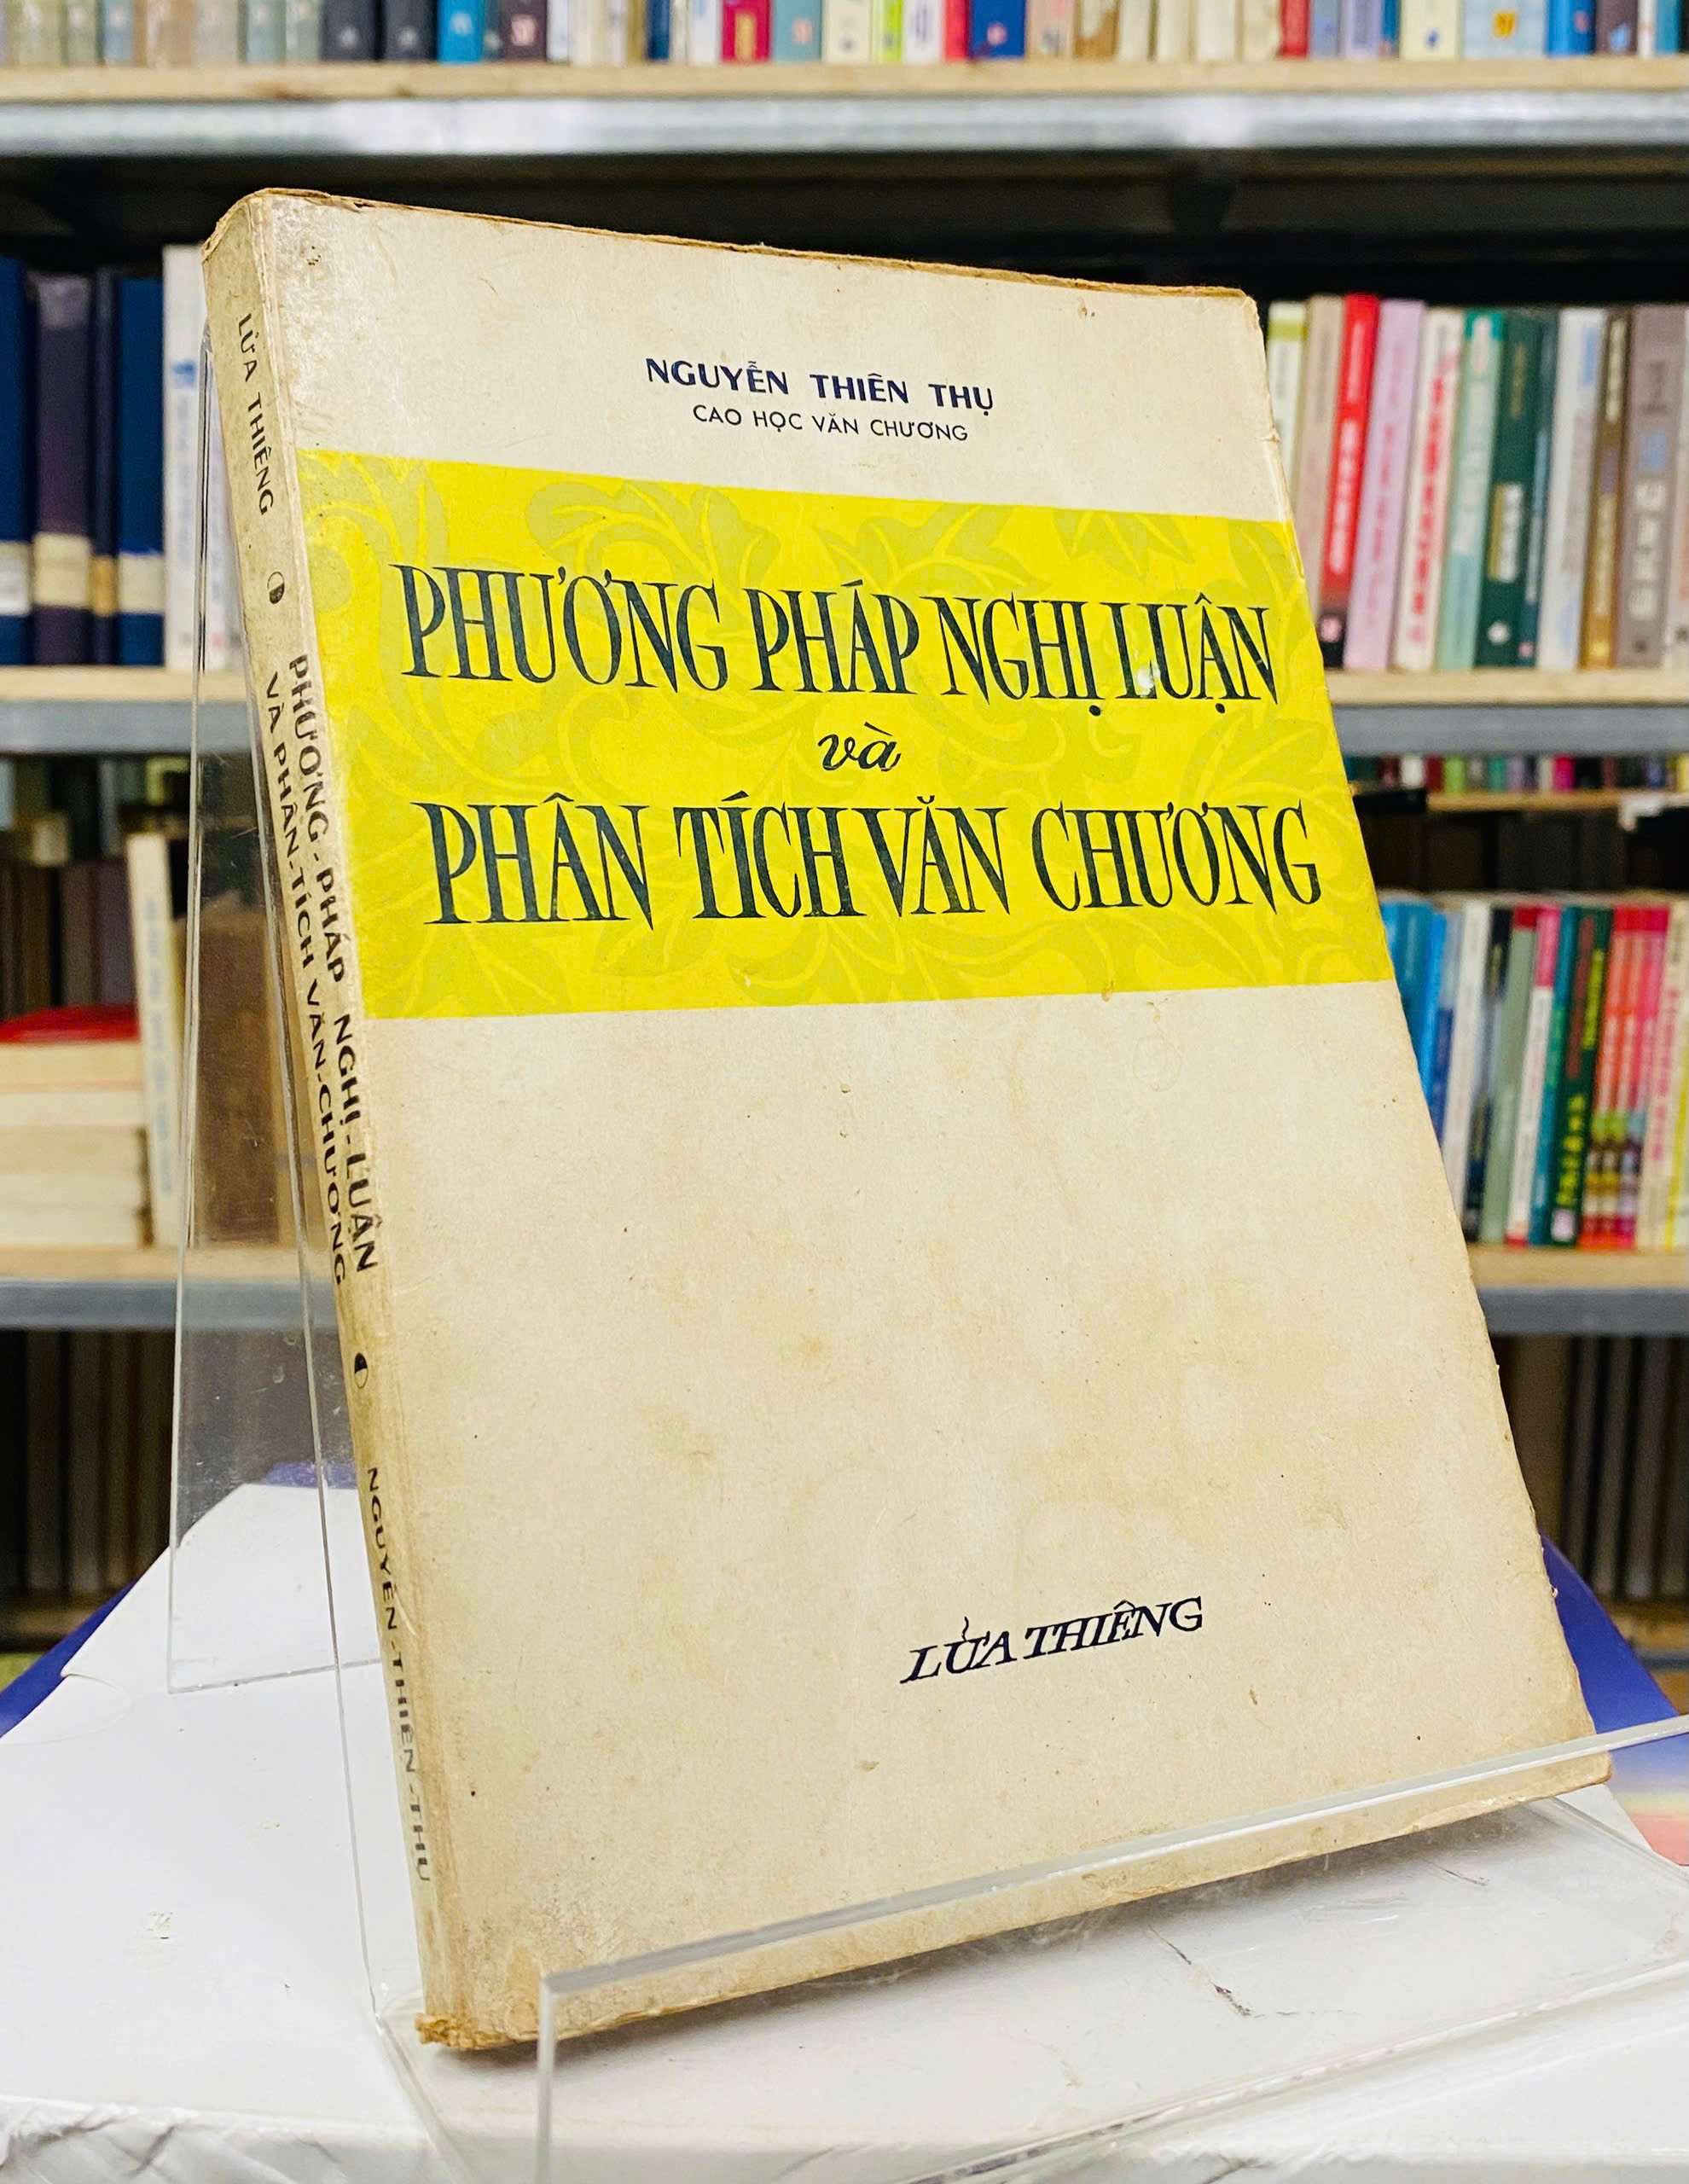 NGUYỄN THIÊN THỤ
CAO HỌC VĂN CHƯƠNG
PHƯƠNG PHÁP NGHỊ LUẬN
và
PHÂN TÍCH VĂN CHƯƠNG
LỬA THIÊNG
LỬA THIÊNG
PHƯƠNG-PHÁP NGHỊ-LUẬN
VÀ PHÂN-TÍCH VĂN-CHƯƠNG
NGUYỄN-THIÊN-THỤ